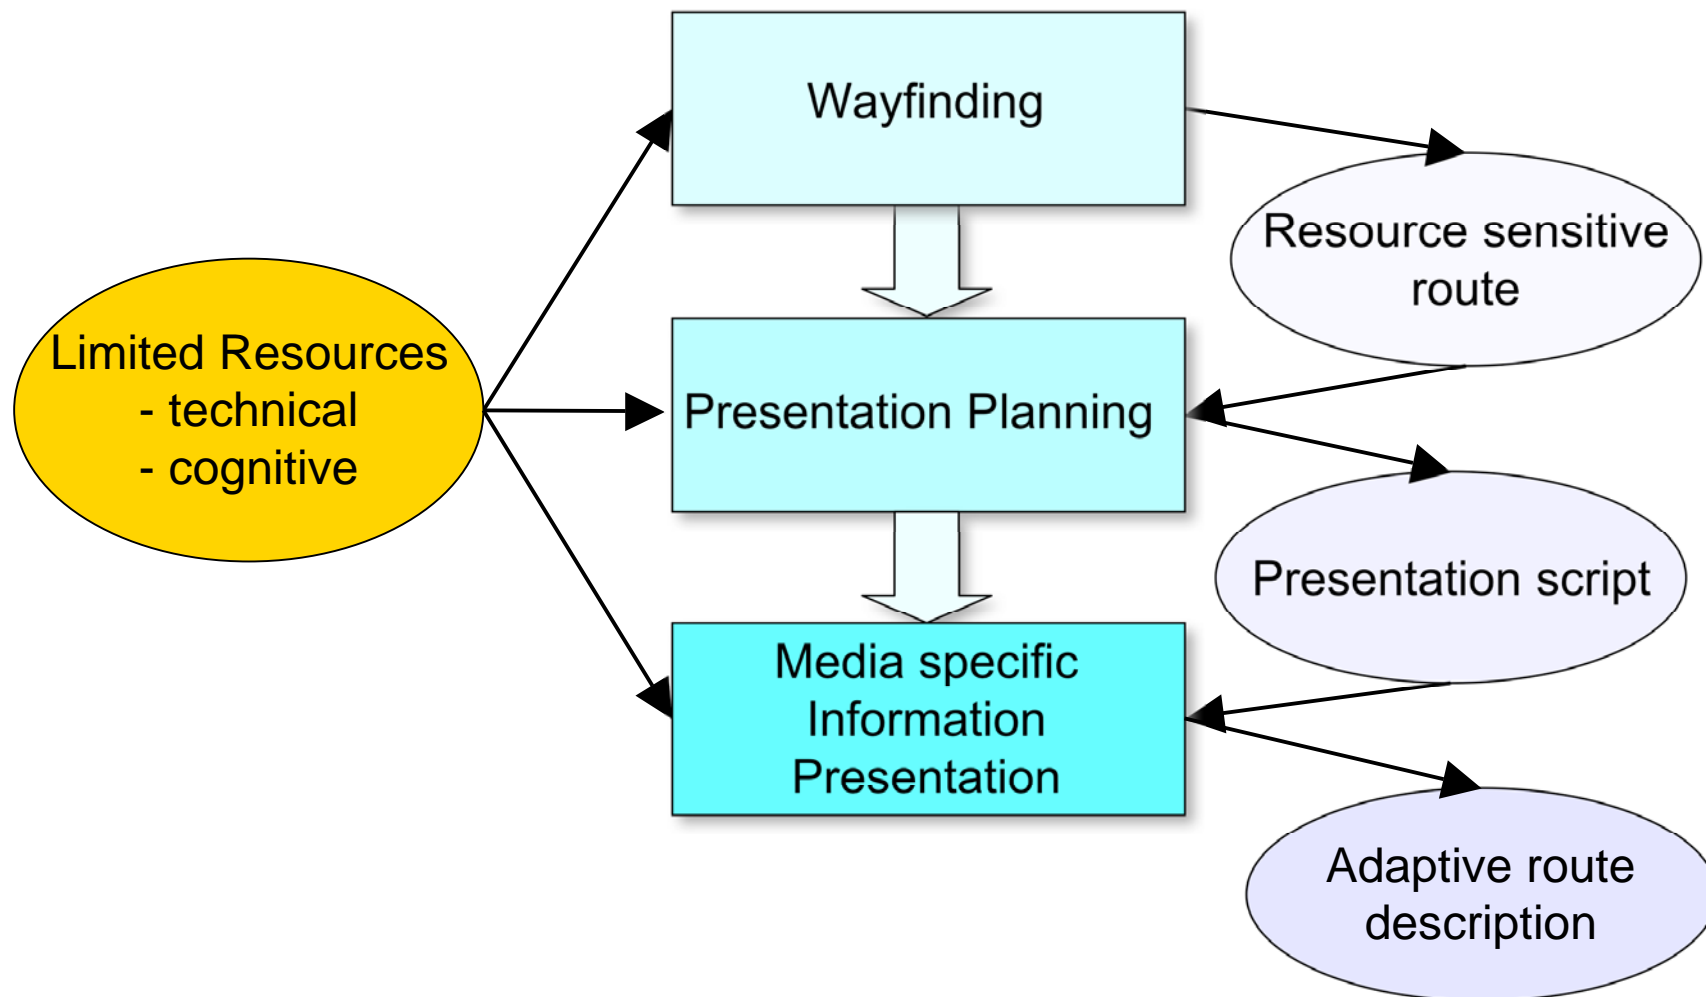 Wayfinding
Resource sensitive
route
Limited Resources
- technical
- cognitive
Presentation Planning
Presentation script
Media specific
Information
Presentation
Adaptive route
description